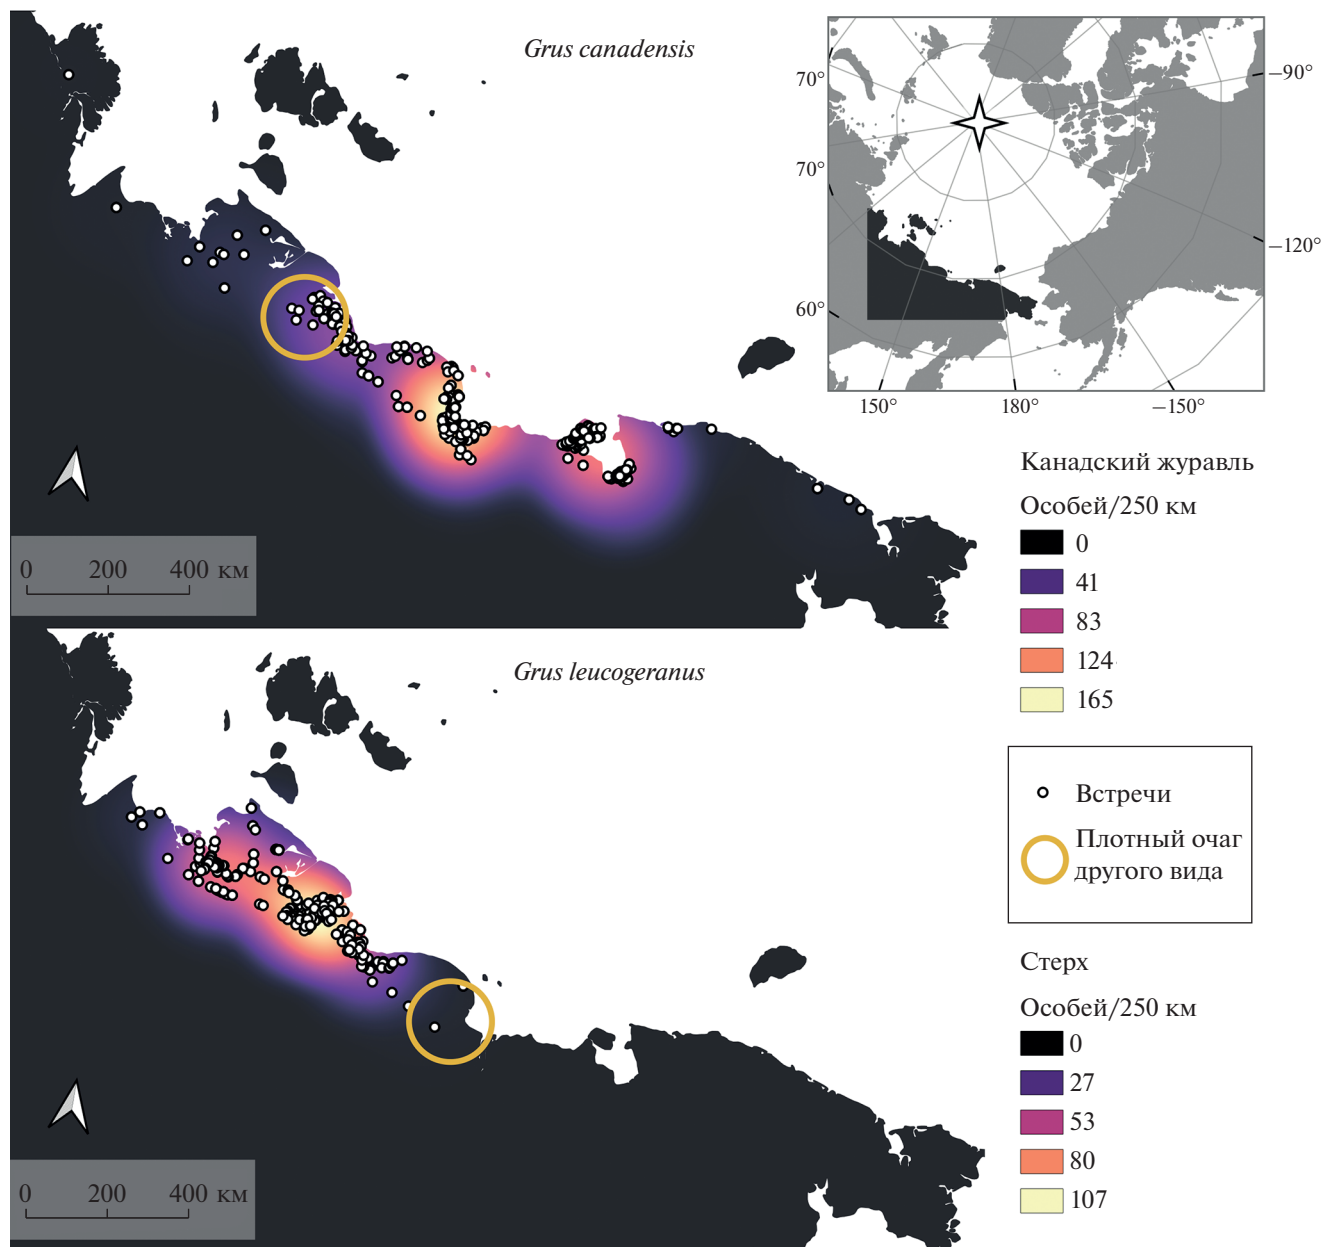 Grus canadensis
70°
70°
60°
150°
180°
−150°
−120°
−90°
Канадский журавль
Особей/250 км
0
41
83
124
165
0 200 400 км
Grus leucogeranus
Встречи
Плотный очаг
другого вида
Стерх
Особей/250 км
0
27
53
80
107
0 200 400 км